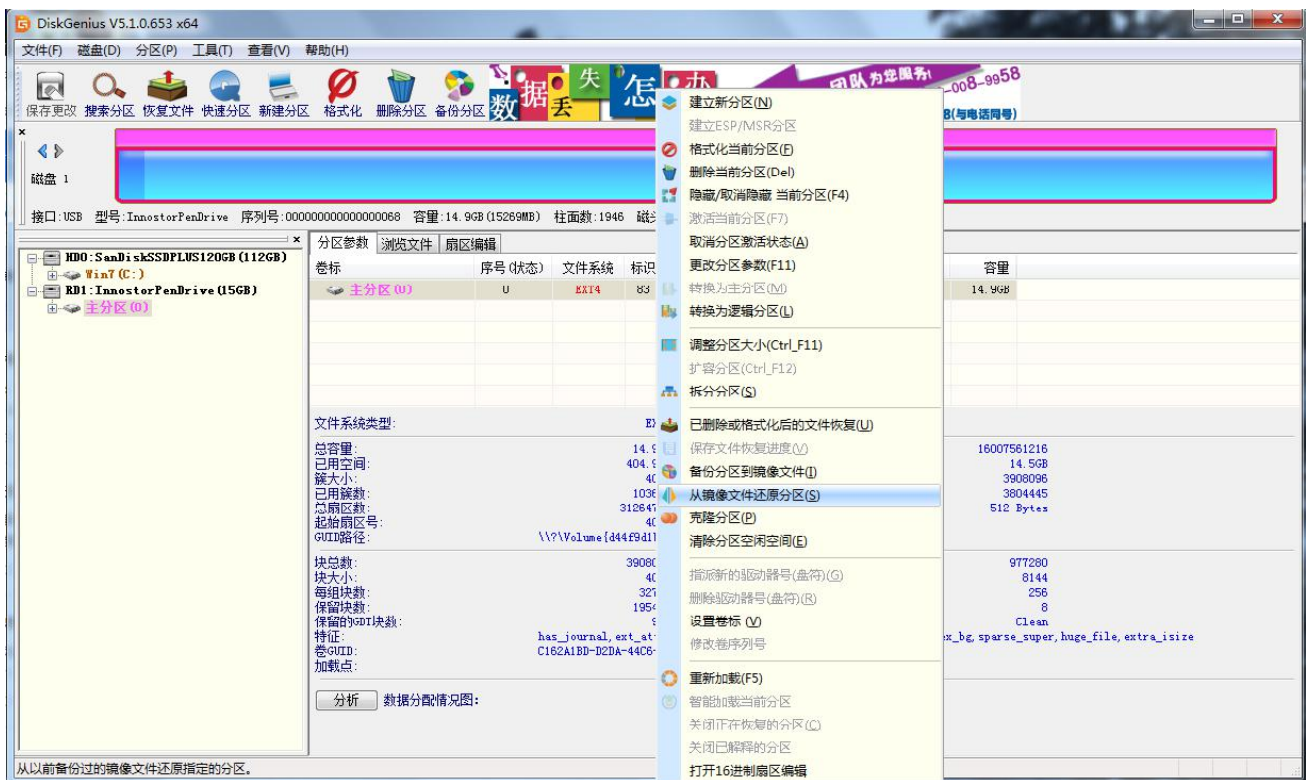 DiskGenius V5.1.0.653 x64
文件(F) 磁盘(D) 分区(P) 工具(T) 查看(V) 帮助(H)
保存更改 搜索分区 恢复文件 快速分区 新建分区 格式化 删除分区 备份分区
数据丢失怎办
团队为您服务
-008-9958
(与电话同号)
磁盘 1
接口:USB 型号:InnostorPenDrive 序列号:000000000000000068 容量:14.9GB(15269MB) 柱面数:1946
HD0:SanDiskSSDPLUS120GB(112GB)
Win7(C:)
RD1:InnostorPenDrive(15GB)
主分区(0)
分区参数 浏览文件 扇区编辑
卷标 序号(状态) 文件系统 标识 容量
主分区(0) 0 EXT4 83 14.9GB
文件系统类型:
总容量: 14. 16007561216
已用空间: 404. 14.5GB
簇大小: 3908096
已用簇数: 1036 3804445
总扇区数: 512 Bytes
起始扇区号:
GUID路径: \\?\Volume{d44f9d1
块总数: 977280
块大小: 8144
每组块数: 256
保留块数: 1954 8
保留的GDT块数: Clean
特征: has_journal, sparse_super, huge_file, extra_isize
卷GUID: C162A1BD-D2DA-44C6-
加载点:
分析 数据分配情况图:
建立新分区(N)
建立ESP/MSR分区
格式化当前分区(F)
删除当前分区(Del)
隐藏/取消隐藏 当前分区(F4)
激活当前分区(F7)
取消分区激活状态(A)
更改分区参数(F11)
转换为主分区(M)
转换为逻辑分区(L)
调整分区大小(Ctrl_F11)
扩容分区(Ctrl_F12)
拆分分区(S)
已删除或格式化后的文件恢复(U)
保存文件恢复进度(V)
备份分区到镜像文件(I)
从镜像文件还原分区(S)
克隆分区(P)
清除分区空闲空间(E)
指派新的驱动器号(盘符)(G)
删除驱动器号(盘符)(R)
设置卷标 (V)
修改卷序列号
重新加载(F5)
智能加载当前分区
关闭正在恢复的分区(C)
关闭已解释的分区
打开16进制扇区编辑
从以前备份过的镜像文件还原指定的分区。